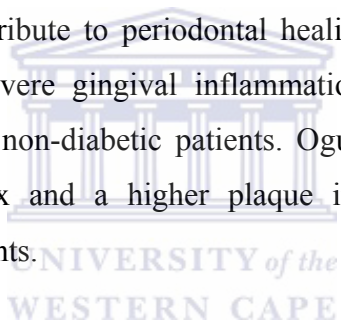 ribute to periodontal heali
vere gingival inflammati
non-diabetic patients. Ogu
x and a higher plaque i
nts.
UNIVERSITY of the
WESTERN CAPE